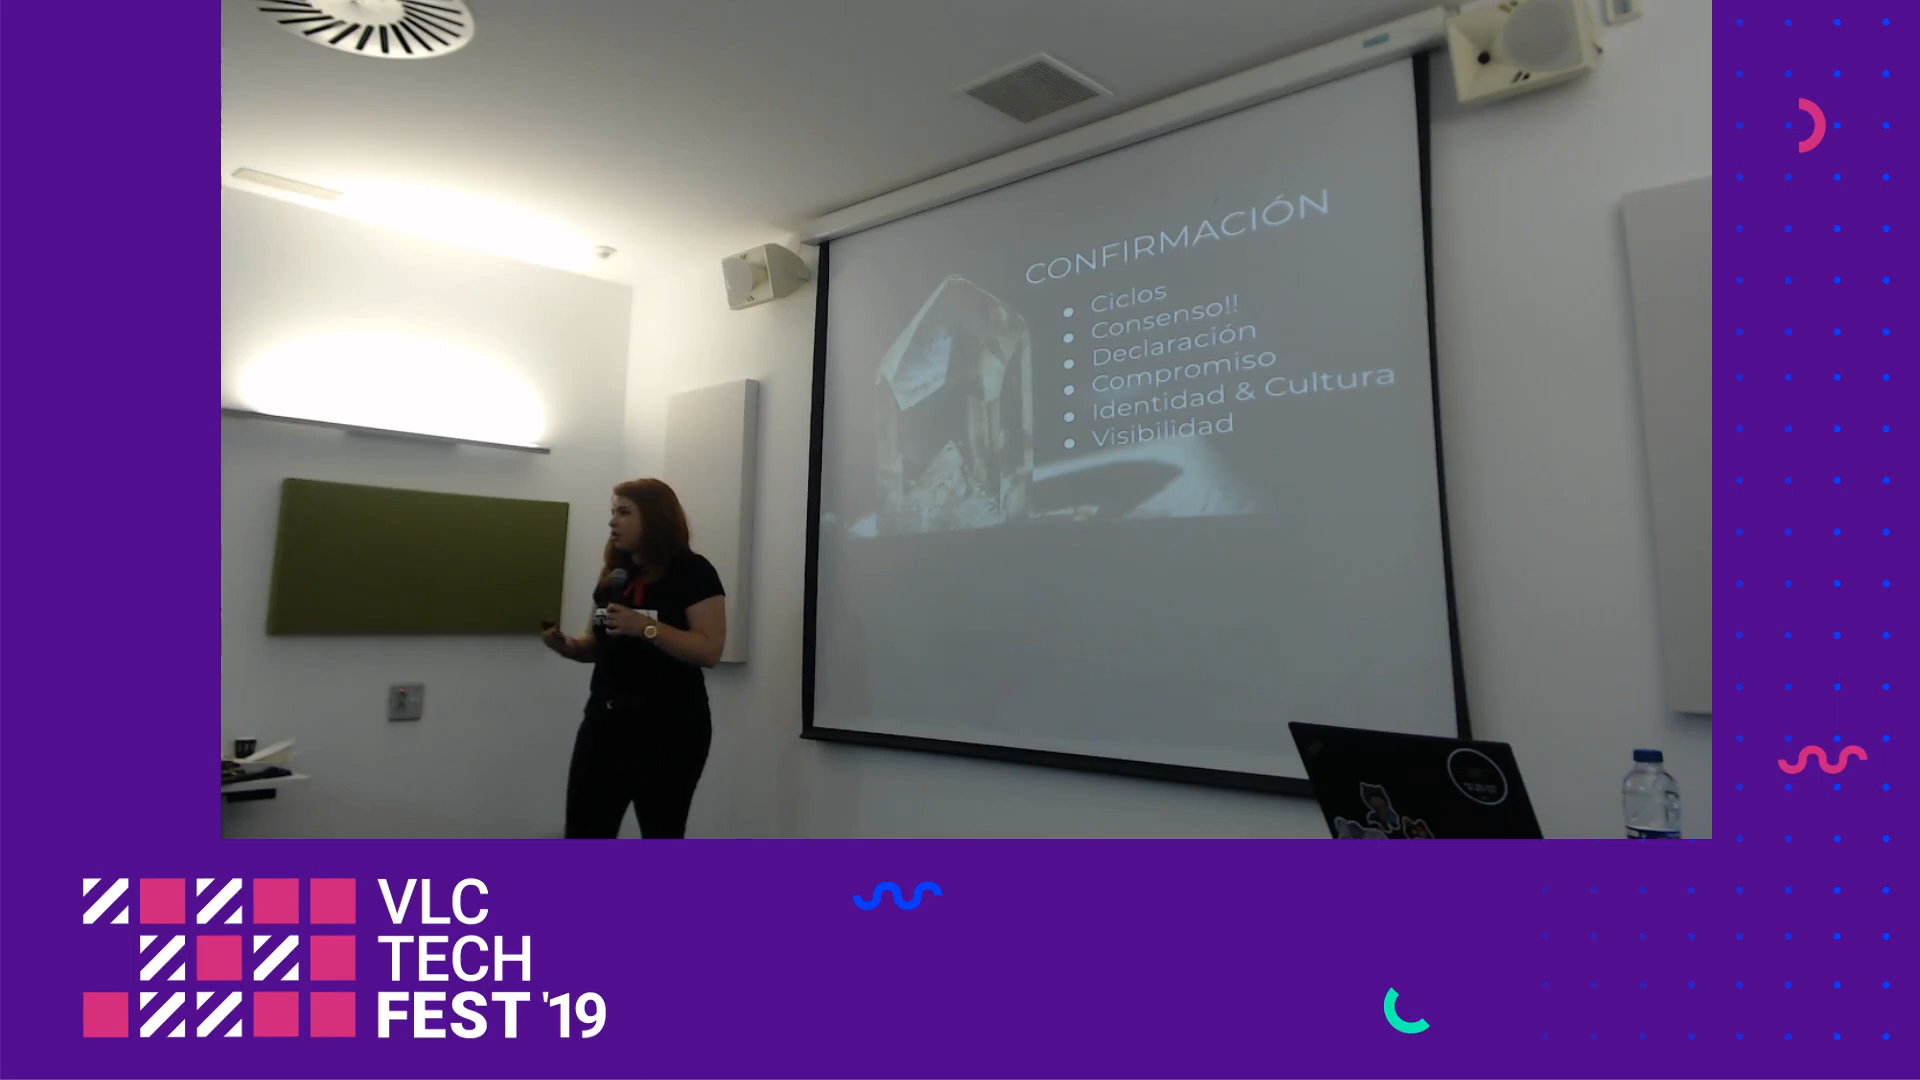 CONFIRMACIÓN
Ciclos
Consenso!!
Declaración
Compromiso
Identidad & Cultura
Visibilidad
VLC
TECH
FEST '19